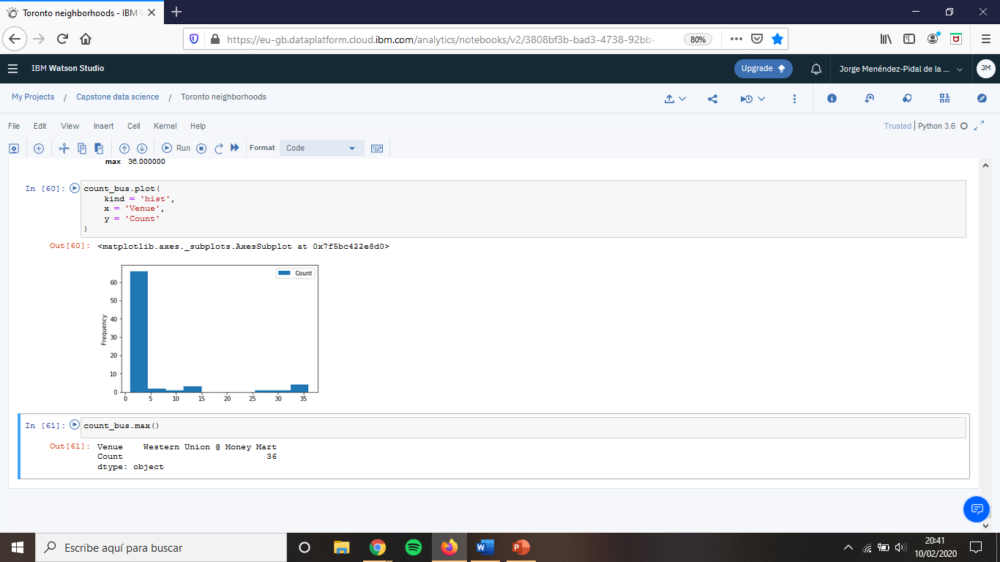 Toronto neighborhoods - IBM W
https://eu-gb.dataplatform.cloud.ibm.com/analytics/notebooks/v2/3808bf3b-bad3-4738-92bb-
80%
IBM Watson Studio
Upgrade
Jorge Menéndez-Pidal de la ...
JM
My Projects / Capstone data science / Toronto neighborhoods
File Edit View Insert Cell Kernel Help
Trusted | Python 3.6
Run
Format
Code
max 36.000000
In [60]:
count_bus.plot(
kind = 'hist',
x = 'Venue',
y = 'Count'
)
Out[60]: <matplotlib.axes._subplots.AxesSubplot at 0x7f5bc422e8d0>
Count
Frequency
60
50
40
30
20
10
0
0 5 10 15 20 25 30 35
In [61]: count_bus.max()
Out[61]: Venue Western Union @ Money Mart
Count 36
dtype: object
Escribe aquí para buscar
20:41
10/02/2020